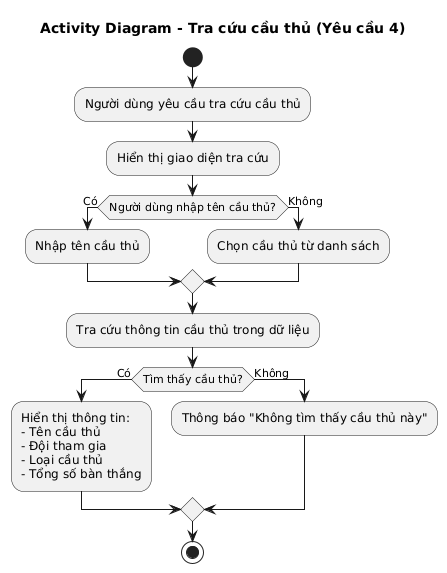 Activity Diagram - Tra cứu cầu thủ (Yêu cầu 4)
Người dùng yêu cầu tra cứu cầu thủ
Hiển thị giao diện tra cứu
Có
Người dùng nhập tên cầu thủ?
Không
Nhập tên cầu thủ
Chọn cầu thủ từ danh sách
Tra cứu thông tin cầu thủ trong dữ liệu
Có
Tìm thấy cầu thủ?
Không
Hiển thị thông tin:
- Tên cầu thủ
- Đội tham gia
- Loại cầu thủ
- Tổng số bàn thắng
Thông báo "Không tìm thấy cầu thủ này"